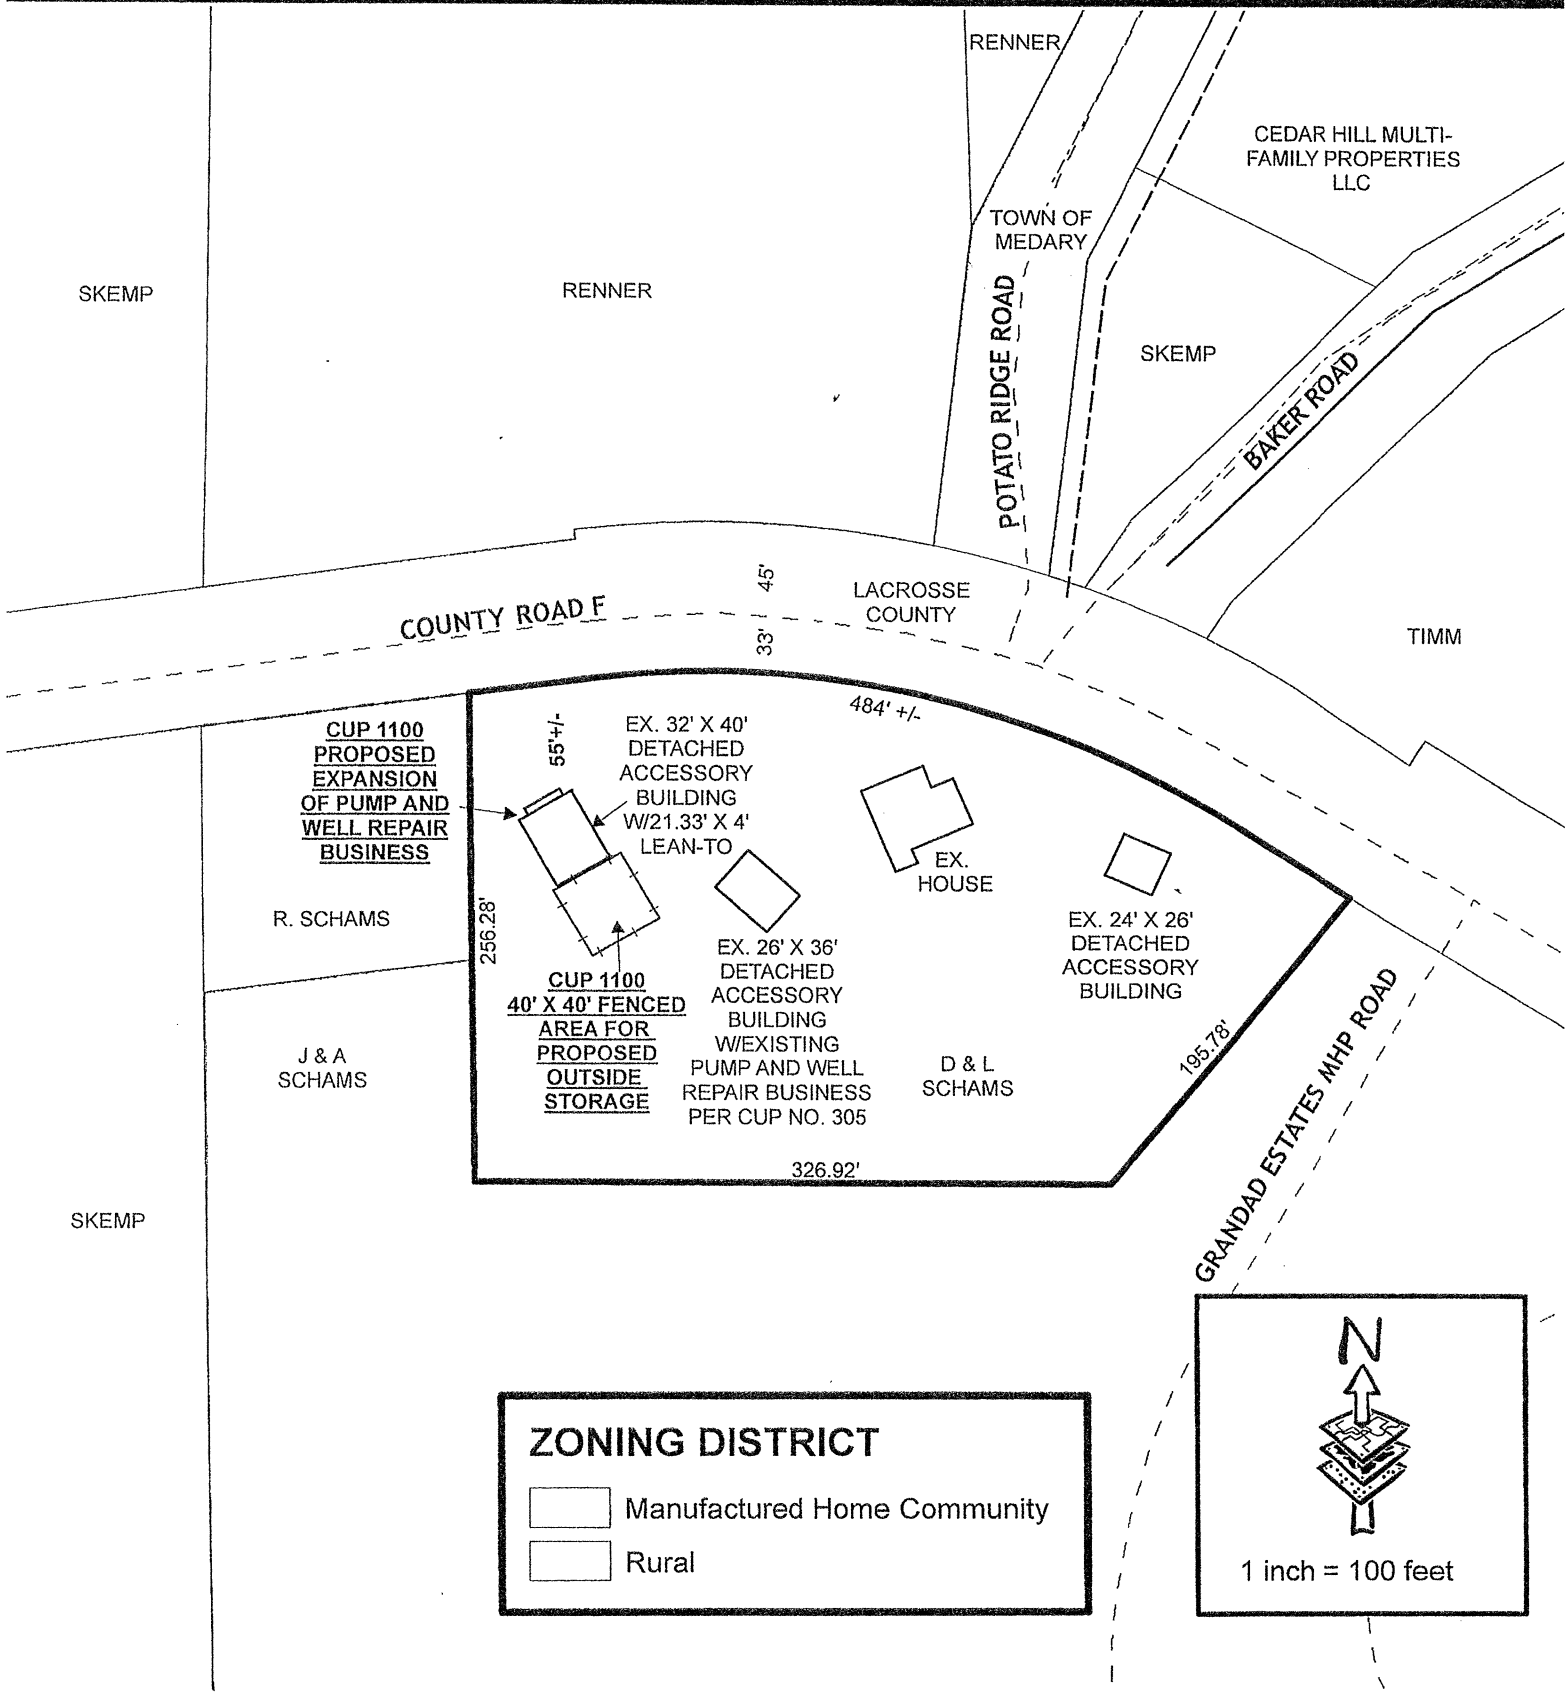 RENNER
CEDAR HILL MULTI-
FAMILY PROPERTIES
LLC
TOWN OF
MEDARY
SKEMP
RENNER
POTATO RIDGE ROAD
SKEMP
BAKER ROAD
COUNTY ROAD F
45'
33'
LACROSSE
COUNTY
TIMM
484' +/-
CUP 1100
PROPOSED
EXPANSION
OF PUMP AND
WELL REPAIR
BUSINESS
55'+/-
EX. 32' X 40'
DETACHED
ACCESSORY
BUILDING
W/21.33' X 4'
LEAN-TO
EX.
HOUSE
R. SCHAMS
256.28'
EX. 24' X 26'
DETACHED
ACCESSORY
BUILDING
CUP 1100
40' X 40' FENCED
AREA FOR
PROPOSED
OUTSIDE
STORAGE
EX. 26' X 36'
DETACHED
ACCESSORY
BUILDING
W/EXISTING
PUMP AND WELL
REPAIR BUSINESS
PER CUP NO. 305
J & A
SCHAMS
D & L
SCHAMS
195.78'
GRANDAD ESTATES MHP ROAD
326.92'
SKEMP
ZONING DISTRICT
Manufactured Home Community
Rural
N
1 inch = 100 feet